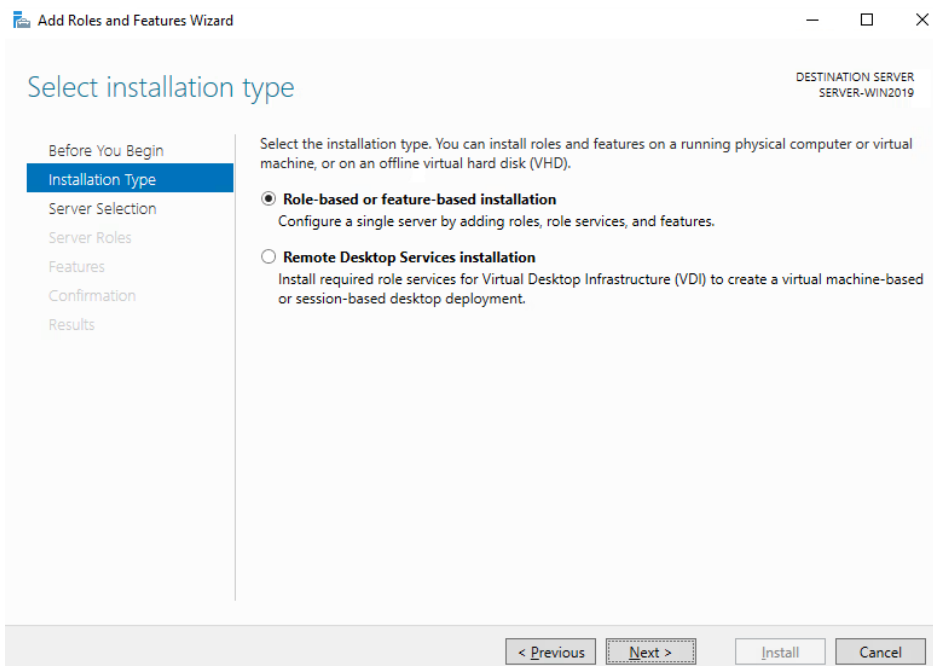 Add Roles and Features Wizard
Select installation type
DESTINATION SERVER
SERVER-WIN2019
Before You Begin
Installation Type
Server Selection
Server Roles
Features
Confirmation
Results
Select the installation type. You can install roles and features on a running physical computer or virtual
machine, or on an offline virtual hard disk (VHD).
Role-based or feature-based installation
Configure a single server by adding roles, role services, and features.
Remote Desktop Services installation
Install required role services for Virtual Desktop Infrastructure (VDI) to create a virtual machine-based
or session-based desktop deployment.
< Previous
Next >
Install
Cancel